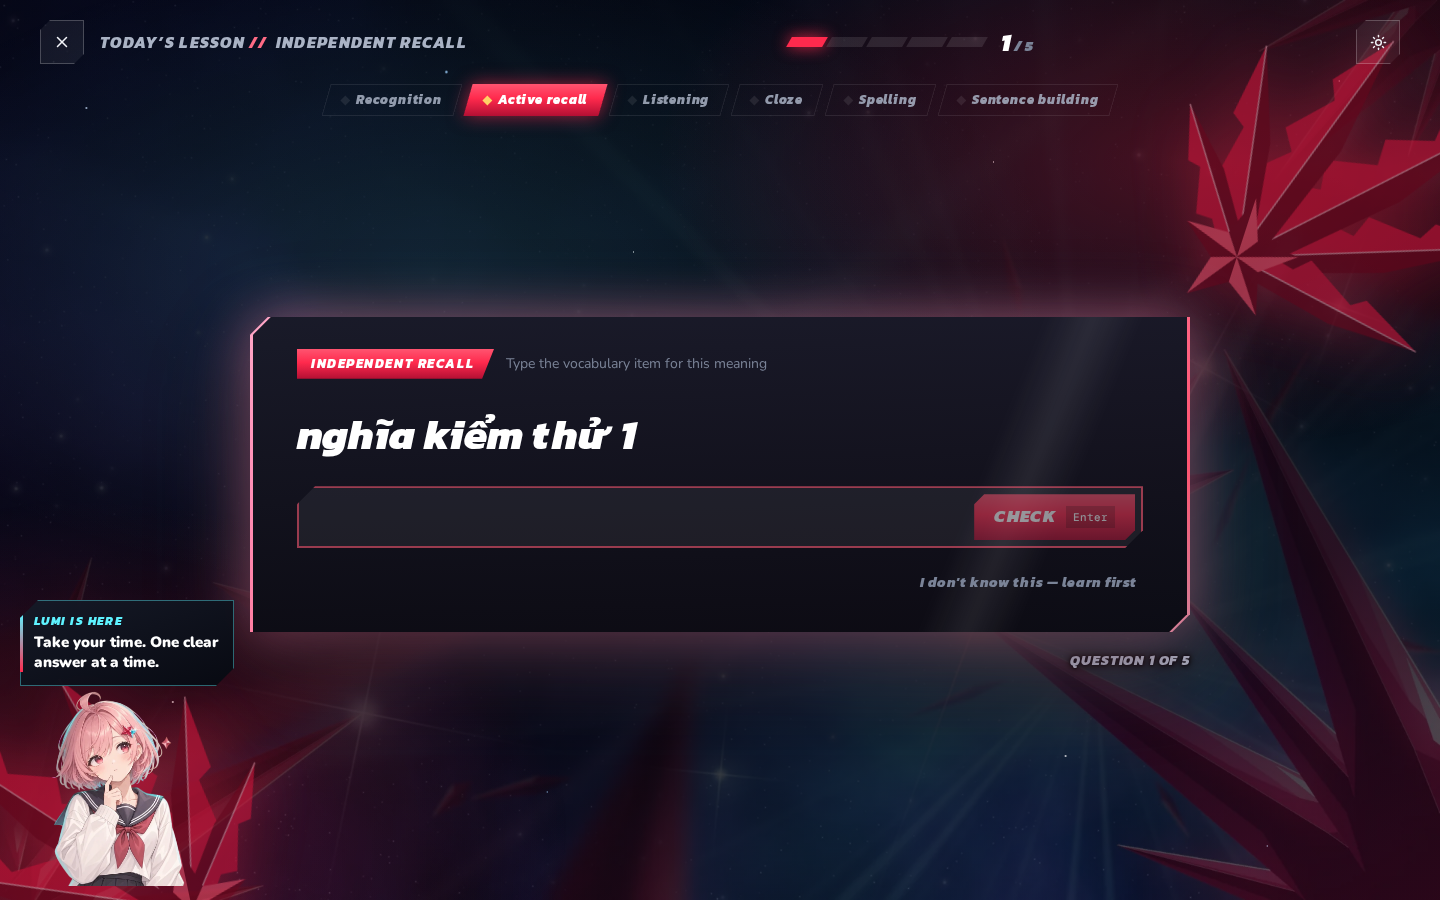 TODAY'S LESSON // INDEPENDENT RECALL
1 / 5
Recognition
Active recall
Listening
Cloze
Spelling
Sentence building
INDEPENDENT RECALL
Type the vocabulary item for this meaning
nghĩa kiểm thử 1
CHECK Enter
I don't know this — learn first
LUMI IS HERE
Take your time. One clear
answer at a time.
QUESTION 1 OF 5